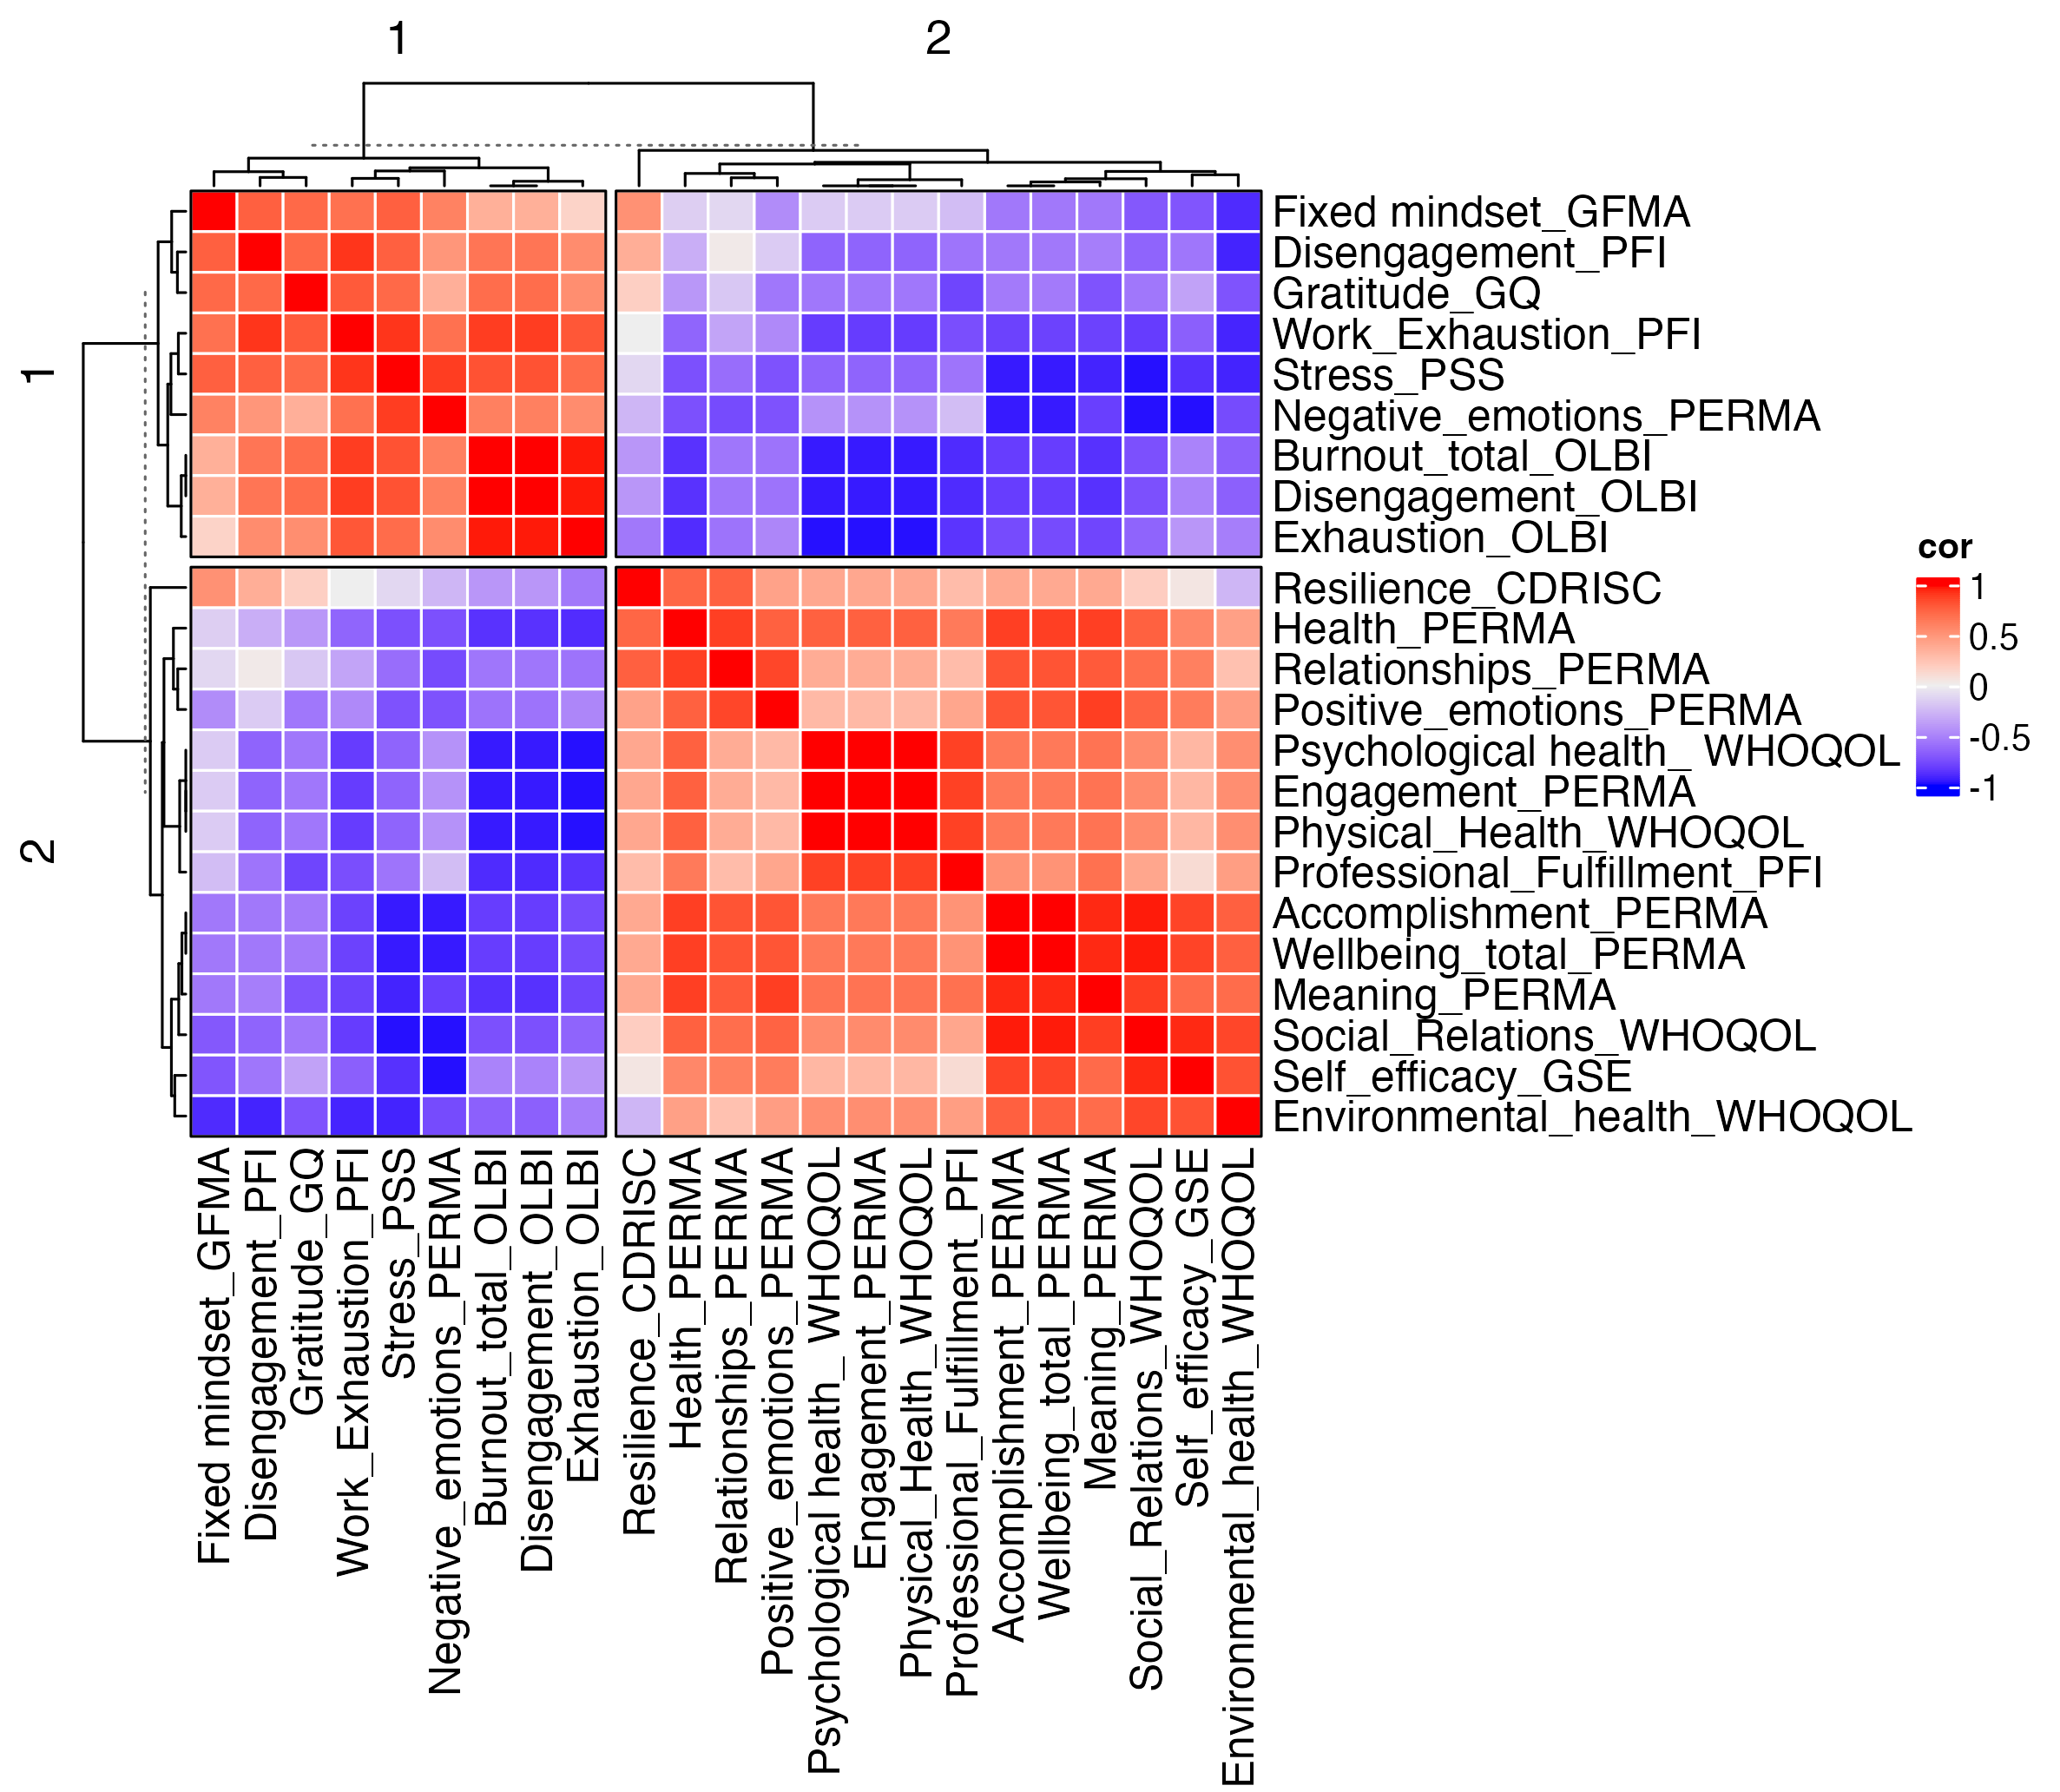 1
2
1
2
Fixed mindset_GFMA
Disengagement_PFI
Gratitude_GQ
Work_Exhaustion_PFI
Stress_PSS
Negative_emotions_PERMA
Burnout_total_OLBI
Disengagement_OLBI
Exhaustion_OLBI
Resilience_CDRISC
Health_PERMA
Relationships_PERMA
Positive_emotions_PERMA
Psychological health_ WHOQOL
Engagement_PERMA
Physical_Health_WHOQOL
Professional_Fulfillment_PFI
Accomplishment_PERMA
Wellbeing_total_PERMA
Meaning_PERMA
Social_Relations_WHOQOL
Self_efficacy_GSE
Environmental_health_WHOQOL
cor
1
0.5
0
-0.5
-1
Fixed mindset_GFMA
Disengagement_PFI
Gratitude_GQ
Work_Exhaustion_PFI
Stress_PSS
Negative_emotions_PERMA
Burnout_total_OLBI
Disengagement_OLBI
Exhaustion_OLBI
Resilience_CDRISC
Health_PERMA
Relationships_PERMA
Positive_emotions_PERMA
Psychological health_ WHOQOL
Engagement_PERMA
Physical_Health_WHOQOL
Professional_Fulfillment_PFI
Accomplishment_PERMA
Wellbeing_total_PERMA
Meaning_PERMA
Social_Relations_WHOQOL
Self_efficacy_GSE
Environmental_health_WHOQOL